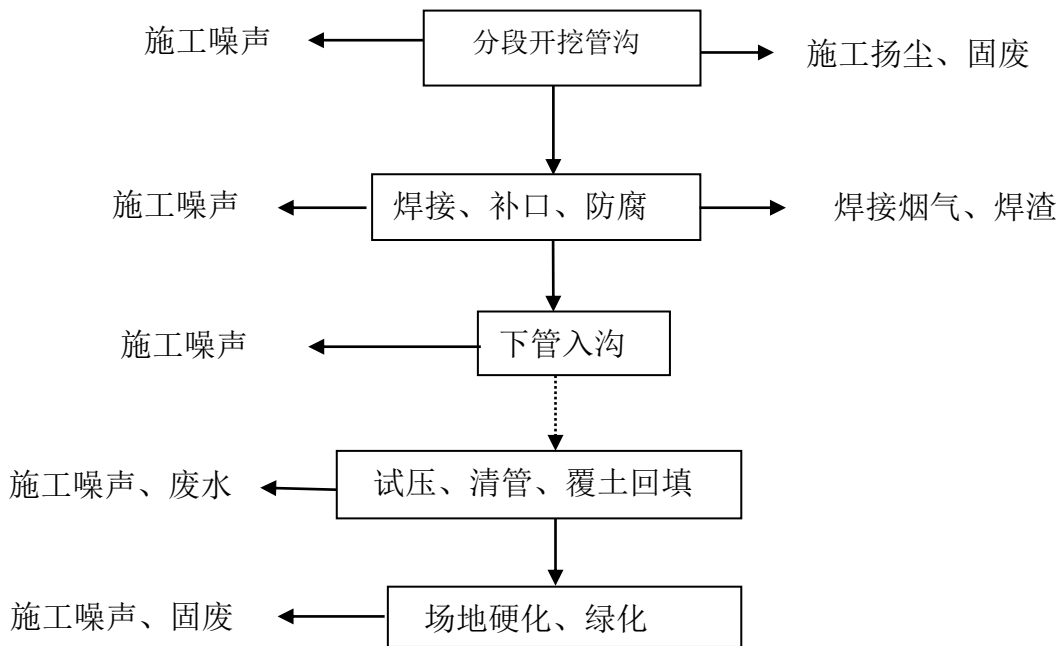 施工噪声
分段开挖管沟
施工扬尘、固废
施工噪声
焊接、补口、防腐
焊接烟气、焊渣
施工噪声
下管入沟
施工噪声、废水
试压、清管、覆土回填
施工噪声、固废
场地硬化、绿化